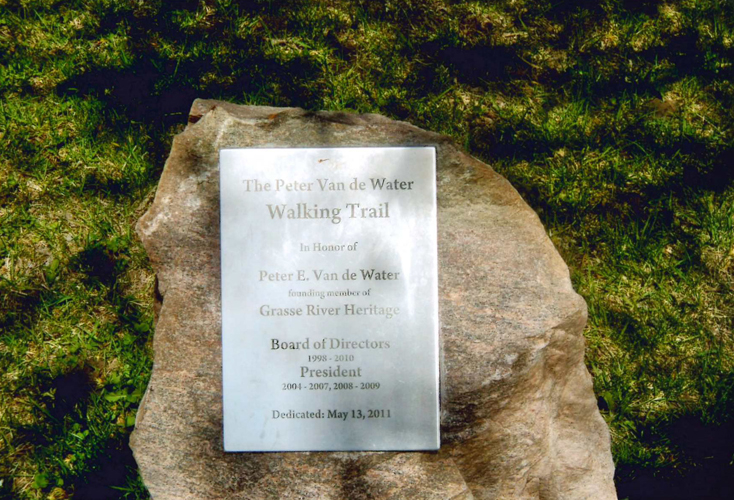 The Peter Van de Water
Walking Trail
In Honor of
Peter E. Van de Water
founding member of
Grasse River Heritage
Board of Directors
1998 - 2010
President
2004 - 2007, 2008 - 2009
Dedicated: May 13, 2011